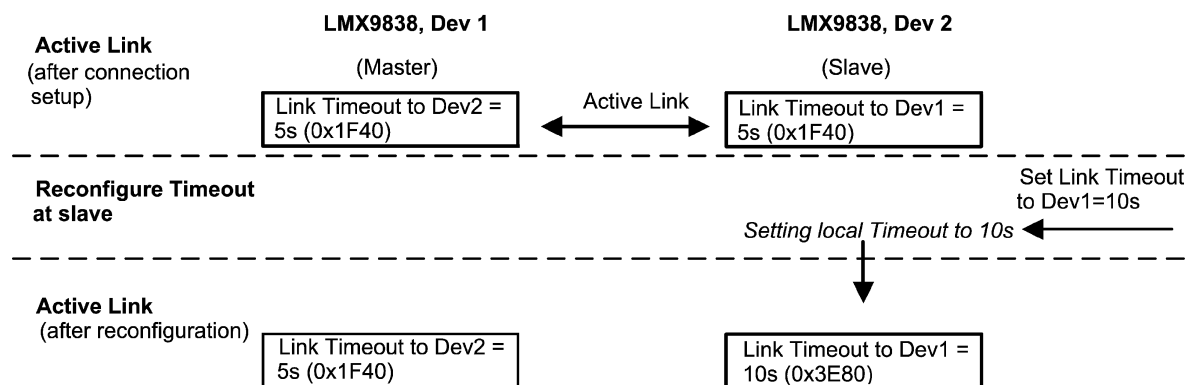 LMX9838, Dev 1
LMX9838, Dev 2
Active Link
(after connection
setup)
(Master)
(Slave)
Link Timeout to Dev2 =
5s (0x1F40)
Active Link
Link Timeout to Dev1 =
5s (0x1F40)
Reconfigure Timeout
at slave
Set Link Timeout
to Dev1=10s
Setting local Timeout to 10s
Active Link
(after reconfiguration)
Link Timeout to Dev2 =
5s (0x1F40)
Link Timeout to Dev1 =
10s (0x3E80)